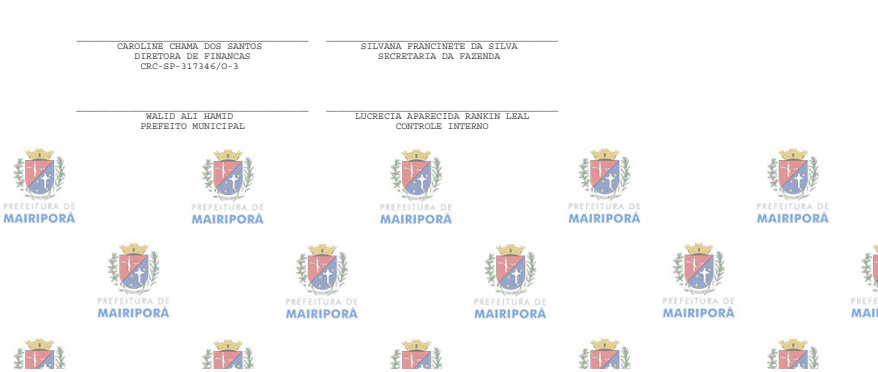 CAROLINE CHAMA DOS SANTOS
DIRETORA DE FINANCAS
CRC-SP-317346/O-3
SILVANA FRANCINETE DA SILVA
SECRETARIA DA FAZENDA
WALID ALI HAMID
PREFEITO MUNICIPAL
LUCRECIA APARECIDA RANKIN LEAL
CONTROLE INTERNO
PREFEITURA DE
MAIRIPORÃ
PREFEITURA DE
MAIRIPORÃ
PREFEITURA DE
MAIRIPORÃ
PREFEITURA DE
MAIRIPORÃ
PREFEITURA DE
MAIRIPORÃ
PREFEITURA DE
MAIRIPORÃ
PREFEITURA DE
MAIRIPORÃ
PREFEITURA DE
MAIRIPORÃ
PREFEITURA DE
MAIRIPORÃ
PREFE
MAI